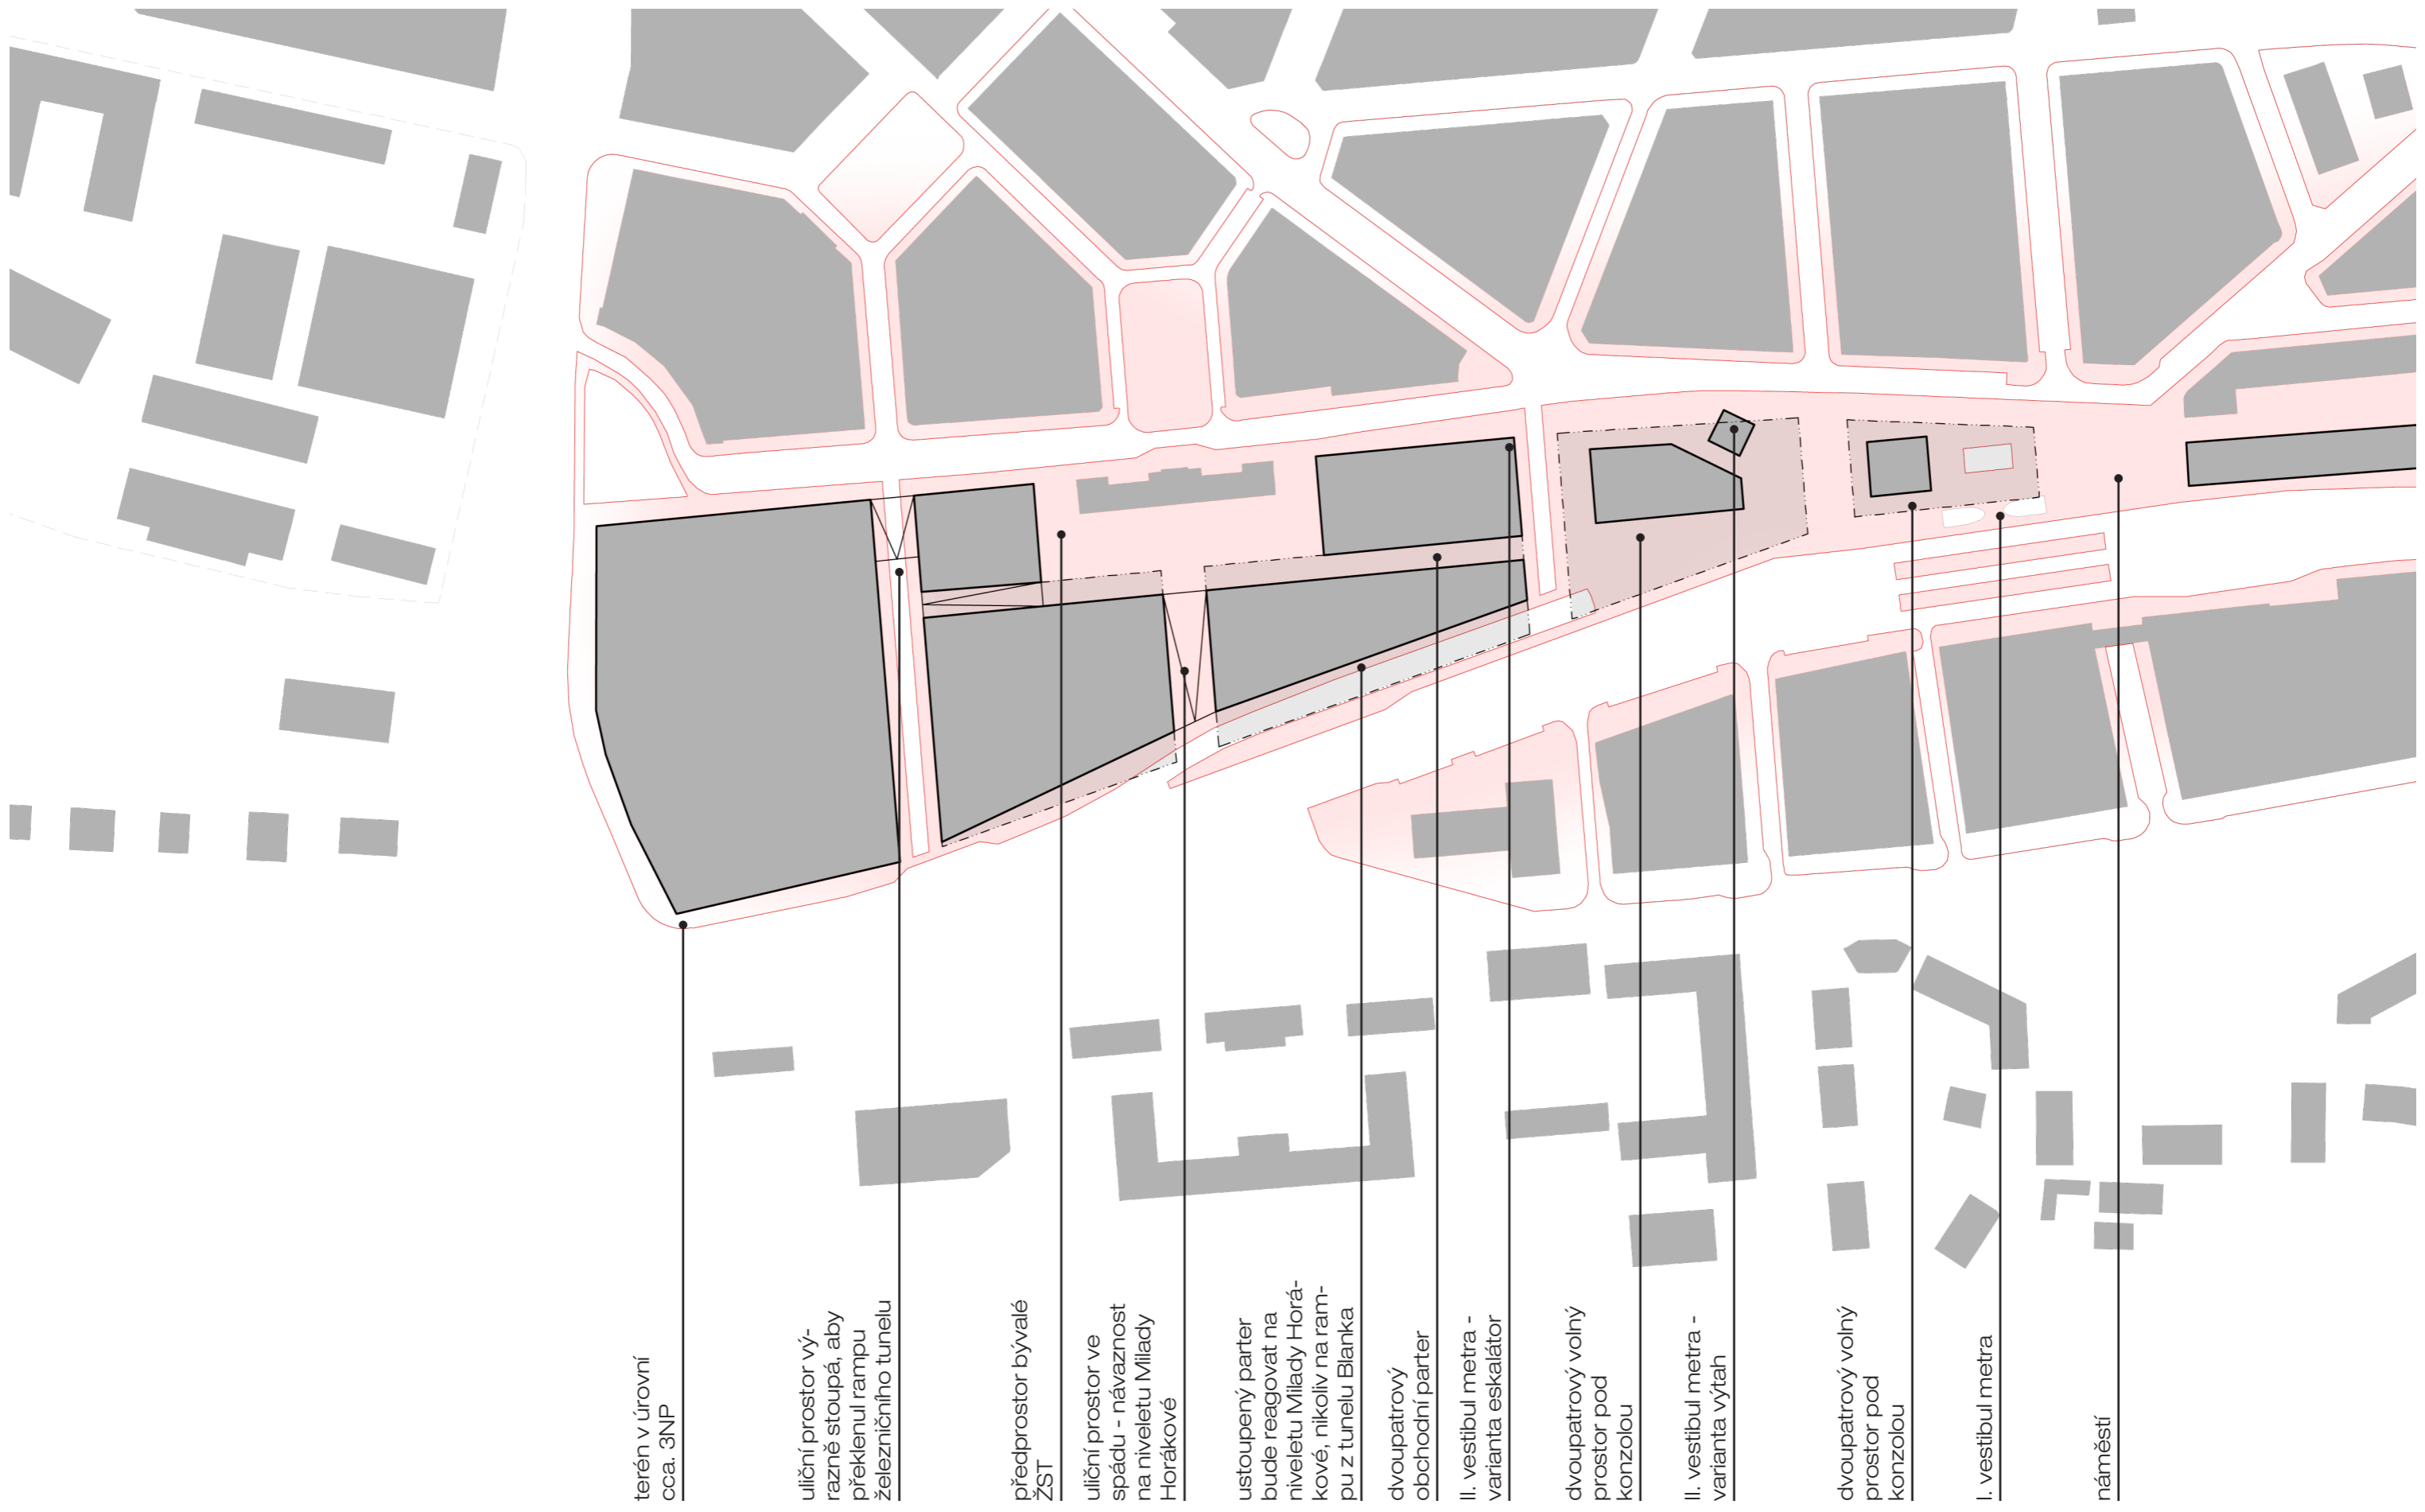 terén v úrovni
cca. 3NP
uliční prostor vý-
razně stoupá, aby
překlenul rampu
železničního tunelu
předprostor bývalé
ŽST
uliční prostor ve
spádu - návaznost
na niveletu Milady
Horákové
ustoupený parter
bude reagovat na
niveletu Milady Horá-
kové, nikoliv na ram-
pu z tunelu Blanka
dvoupatrový
obchodní parter
II. vestibul metra -
varianta eskalátor
dvoupatrový volný
prostor pod
konzolou
II. vestibul metra -
varianta výtah
dvoupatrový volný
prostor pod
konzolou
I. vestibul metra
náměstí